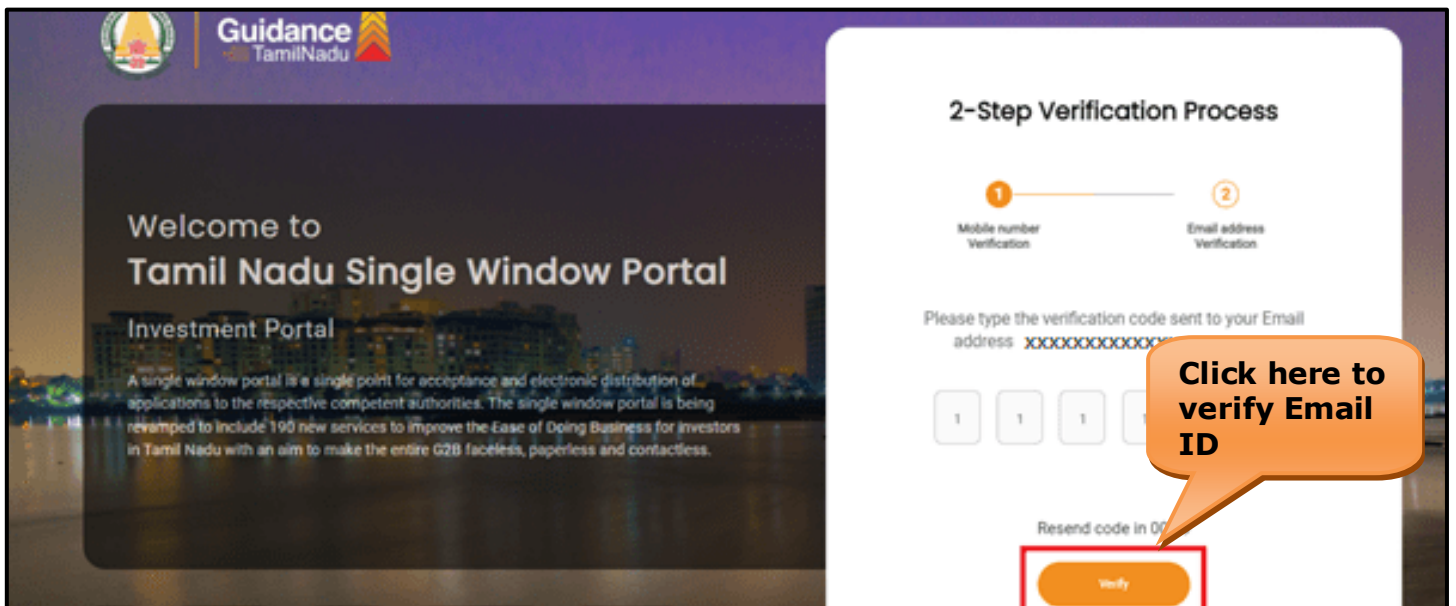 Guidance
TamilNadu
Welcome to
Tamil Nadu Single Window Portal
Investment Portal
A single window portal is a single point for acceptance and electronic distribution of
applications to the respective competent authorities. The single window portal is being
revamped to include 190 new services to improve the Ease of Doing Business for investors
in Tamil Nadu with an aim to make the entire G2B faceless, paperless and contactless.
2-Step Verification Process
1
2
Mobile number
Verification
Email address
Verification
Please type the verification code sent to your Email
address XXXXXXXXXXXXX
1 1 1 1
Click here to
verify Email
ID
Resend code in 00
Verify